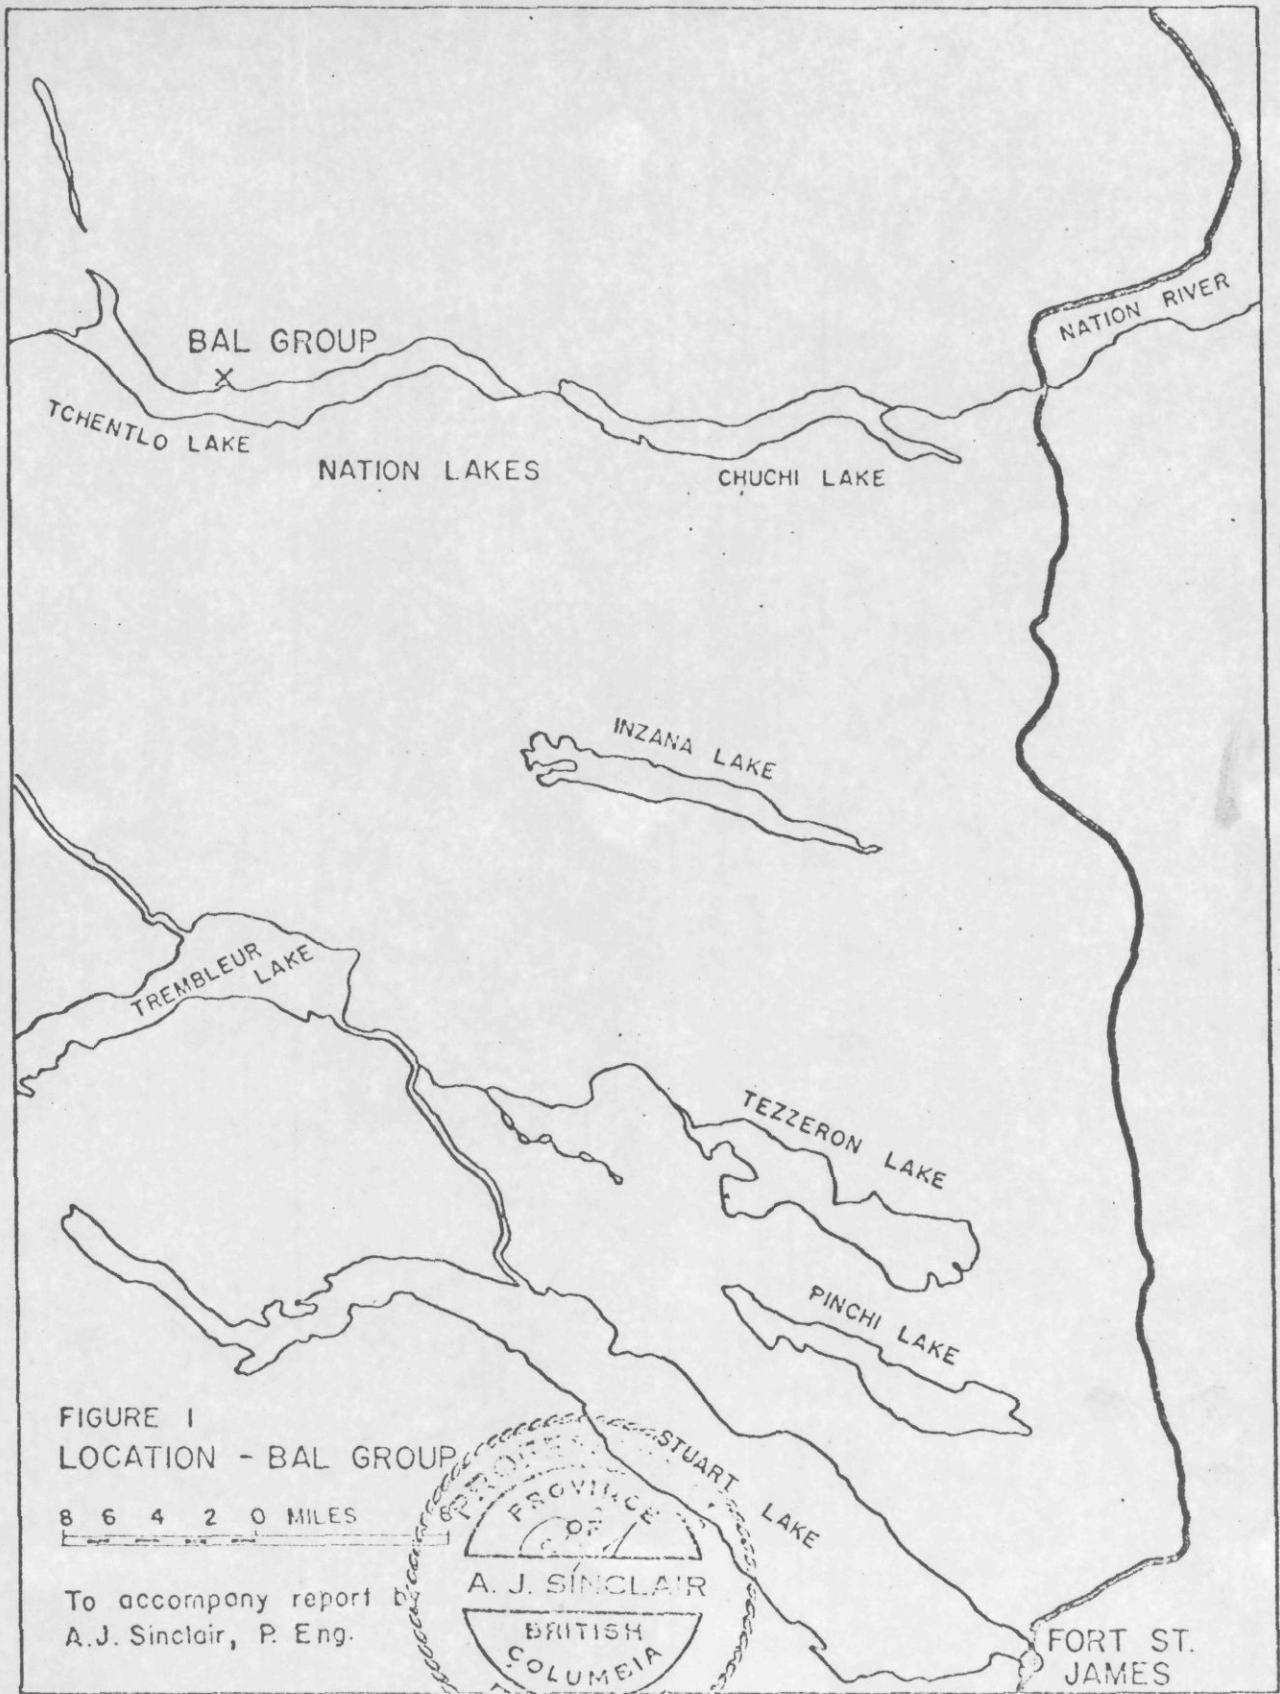 NATION RIVER
BAL GROUP
X
TCHENTLO LAKE
NATION LAKES
CHUCHI LAKE
INZANA LAKE
TREMBLEUR
LAKE
TEZZERON LAKE
PINCHI LAKE
STUART LAKE
FIGURE 1
LOCATION - BAL GROUP
8 6 4 2 0 MILES 8
To accompany report
A.J. Sinclair, P. Eng.
PROVINCE
OF
A. J. SINCLAIR
BRITISH
COLUMBIA
FORT ST.
JAMES